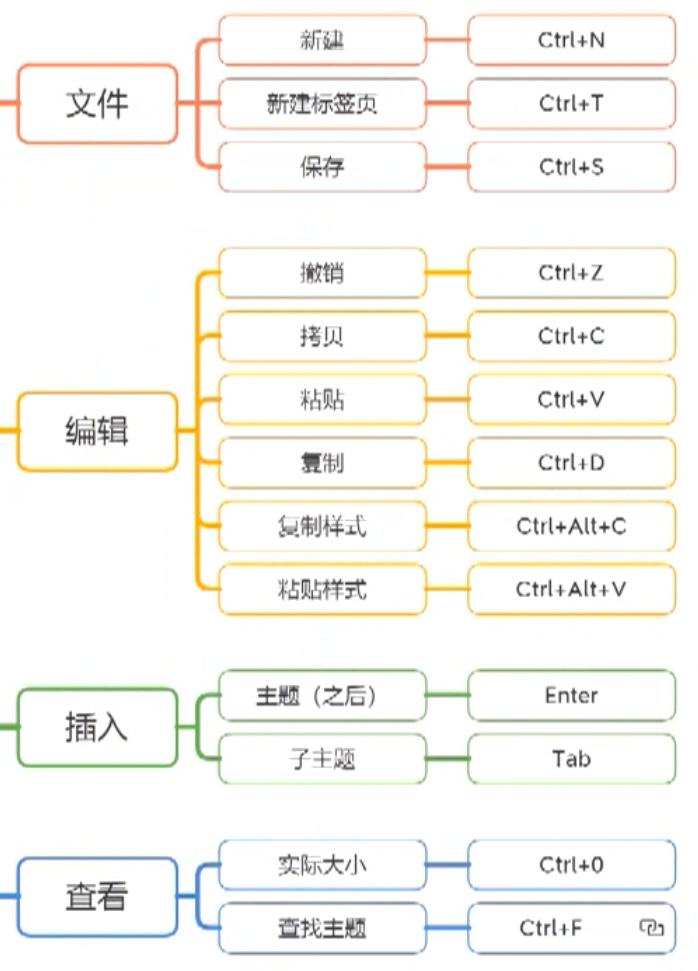 文件
新建 Ctrl+N
新建标签页 Ctrl+T
保存 Ctrl+S
编辑
撤销 Ctrl+Z
拷贝 Ctrl+C
粘贴 Ctrl+V
复制 Ctrl+D
复制样式 Ctrl+Alt+C
粘贴样式 Ctrl+Alt+V
插入
主题（之后） Enter
子主题 Tab
查看
实际大小 Ctrl+0
查找主题 Ctrl+F